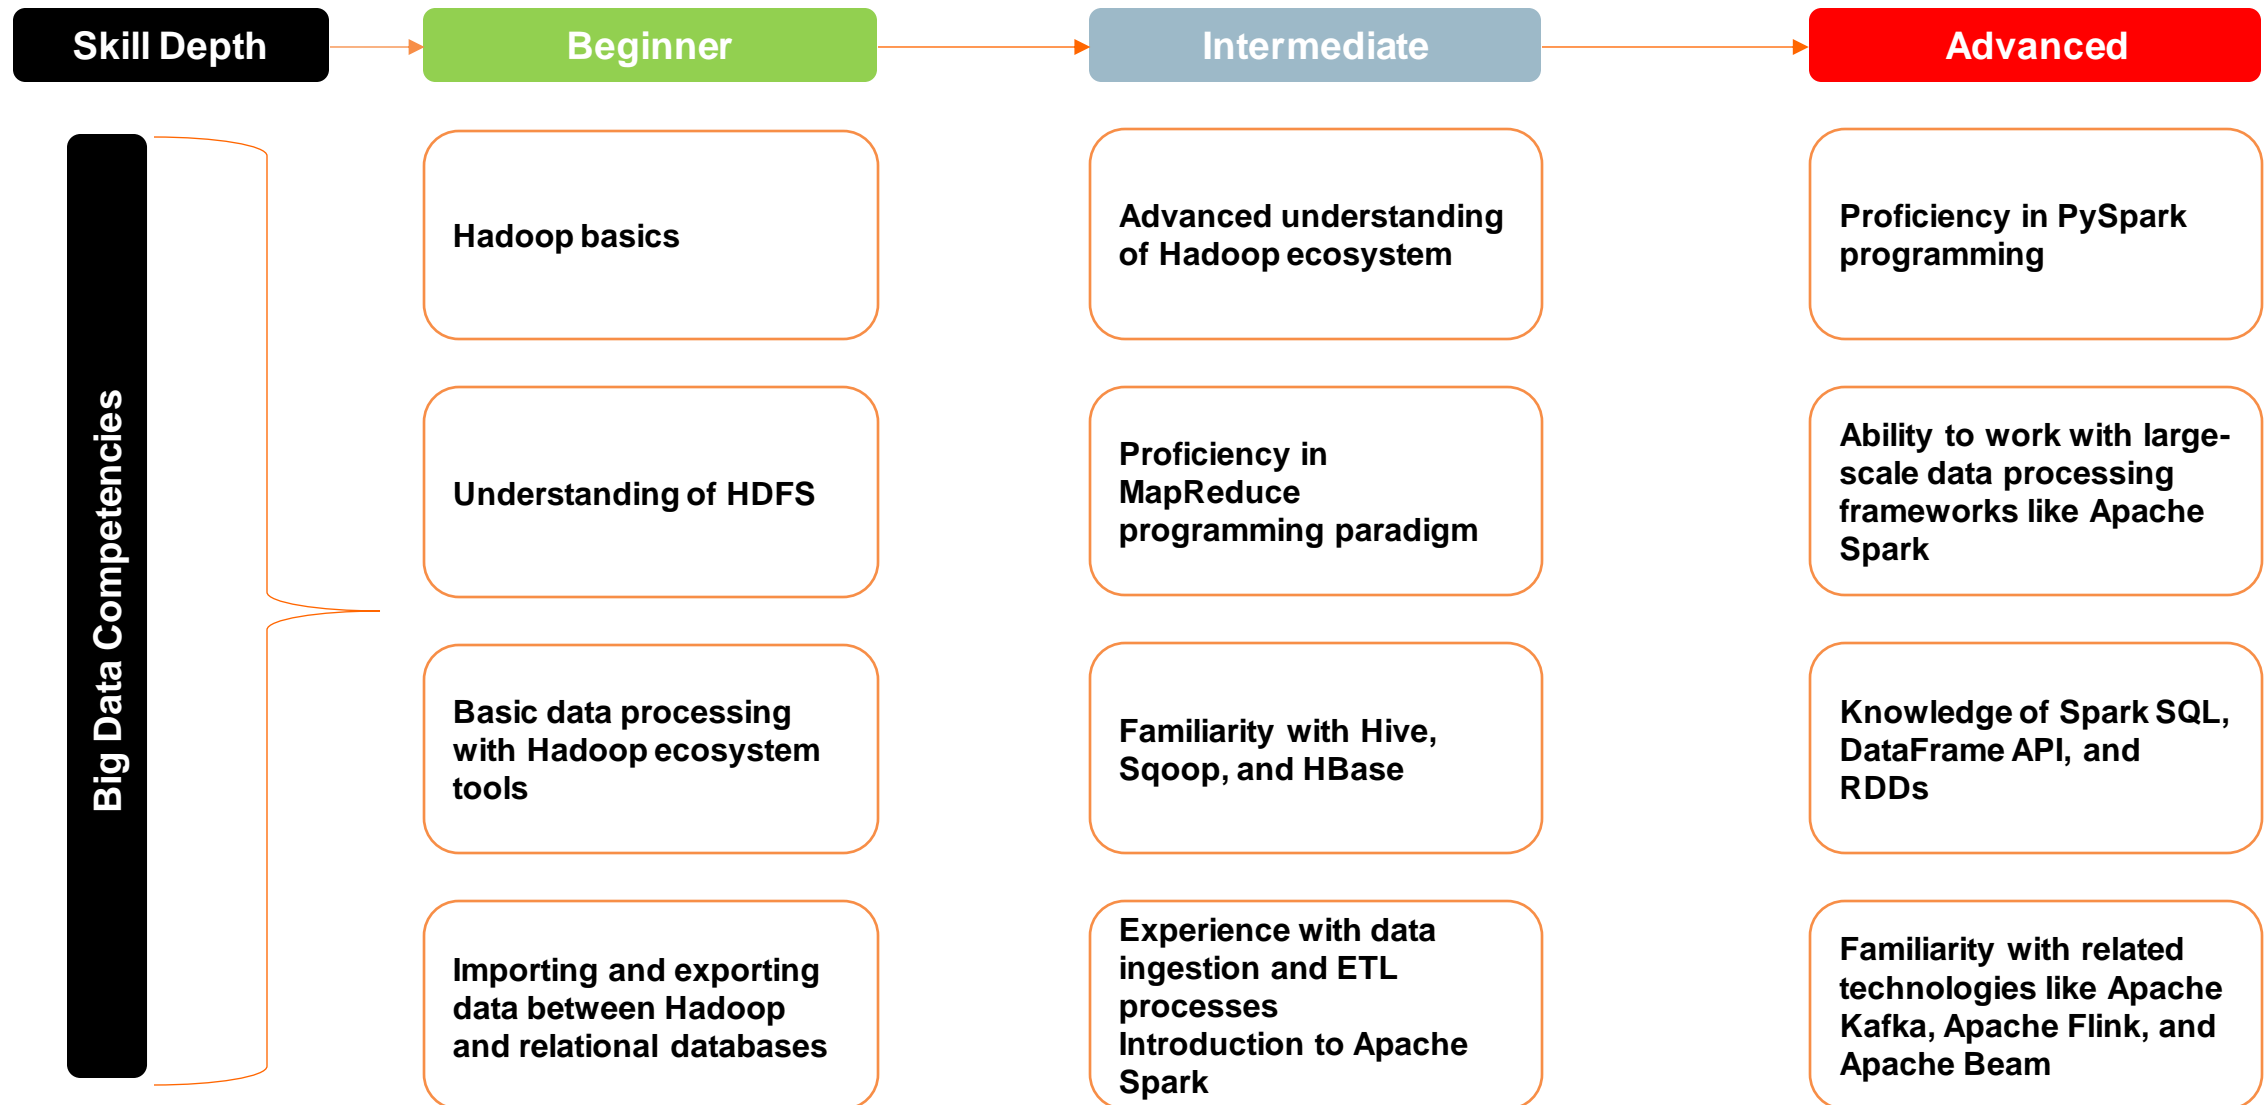 Skill Depth
Beginner
Intermediate
Advanced
Big Data Competencies
Hadoop basics
Advanced understanding
of Hadoop ecosystem
Proficiency in PySpark
programming
Understanding of HDFS
Proficiency in
MapReduce
programming paradigm
Ability to work with large-
scale data processing
frameworks like Apache
Spark
Basic data processing
with Hadoop ecosystem
tools
Familiarity with Hive,
Sqoop, and HBase
Knowledge of Spark SQL,
DataFrame API, and
RDDs
Importing and exporting
data between Hadoop
and relational databases
Experience with data
ingestion and ETL
processes
Introduction to Apache
Spark
Familiarity with related
technologies like Apache
Kafka, Apache Flink, and
Apache Beam